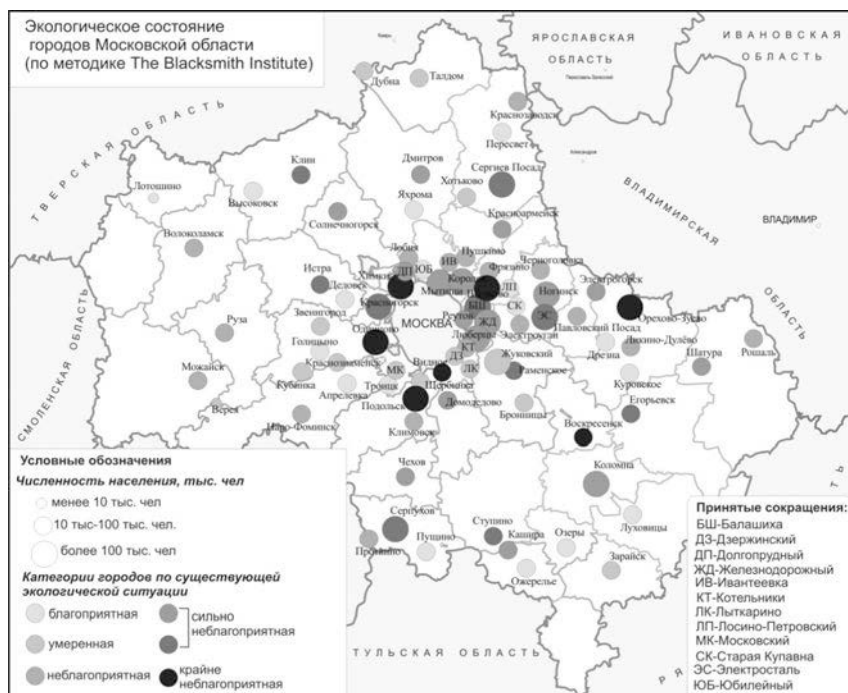 Экологическое состояние
городов Московской области
(по методике The Blacksmith Institute)
ЯРОСЛАВСКАЯ
ОБЛАСТЬ
ИВАНОВСКАЯ
ОБЛАСТЬ
Тверь
Переславль-Залесский
Александров
ТВЕРСКАЯ ОБЛАСТЬ
ВЛАДИМИРСКАЯ
ВЛАДИМИР
ОБЛАСТЬ
СМОЛЕНСКАЯ ОБЛАСТЬ
ТУЛЬСКАЯ ОБЛАСТЬ
Дубна
Талдом
Краснозаводск
Пересвет
Клин
Дмитров
Сергиев Посад
Лотошино
Высоковск
Яхрома
Хотьково
Солнечногорск
Красноармейск
Волоколамск
Лобня
Пушкино
ИВ
Черноголовка
Фрязино
Электрогорск
Истра
Химки
ДП
ЮБ
Дедовск
Мытищи
ЛП
Ногинск
Красногорск
БШ
СК
Орехово-Зуево
Звенигород
МОСКВА
Реутов
ЖД
ЭС
Павловский Посад
Руза
Одинцово
Люберцы
Электроугли
Ликино-Дулёво
Голицыно
КТ
Дрезна
Шатура
Рошаль
Краснознаменск
Видное
ДЗ
Жуковский
Можайск
МК
ЛК
Раменское
Куровское
Кубинка
Троицк
Щербинка
Апрелевка
Егорьевск
Верея
Подольск
Домодедово
Бронницы
Наро-Фоминск
Климовск
Воскресенск
Чехов
Коломна
Серпухов
Ступино
Луховицы
Протвино
Пущино
Кашира
Озеры
Ожерелье
Зарайск
Условные обозначения
Численность населения, тыс. чел
менее 10 тыс. чел
10 тыс-100 тыс. чел.
более 100 тыс. чел
Категории городов по существующей
экологической ситуации
благоприятная
сильно
неблагоприятная
умеренная
неблагоприятная
крайне
неблагоприятная
Принятые сокращения:
БШ-Балашиха
ДЗ-Дзержинский
ДП-Долгопрудный
ЖД-Железнодорожный
ИВ-Ивантеевка
КТ-Котельники
ЛК-Лыткарино
ЛП-Лосино-Петровский
МК-Московский
СК-Старая Купавна
ЭС-Электросталь
ЮБ-Юбилейный